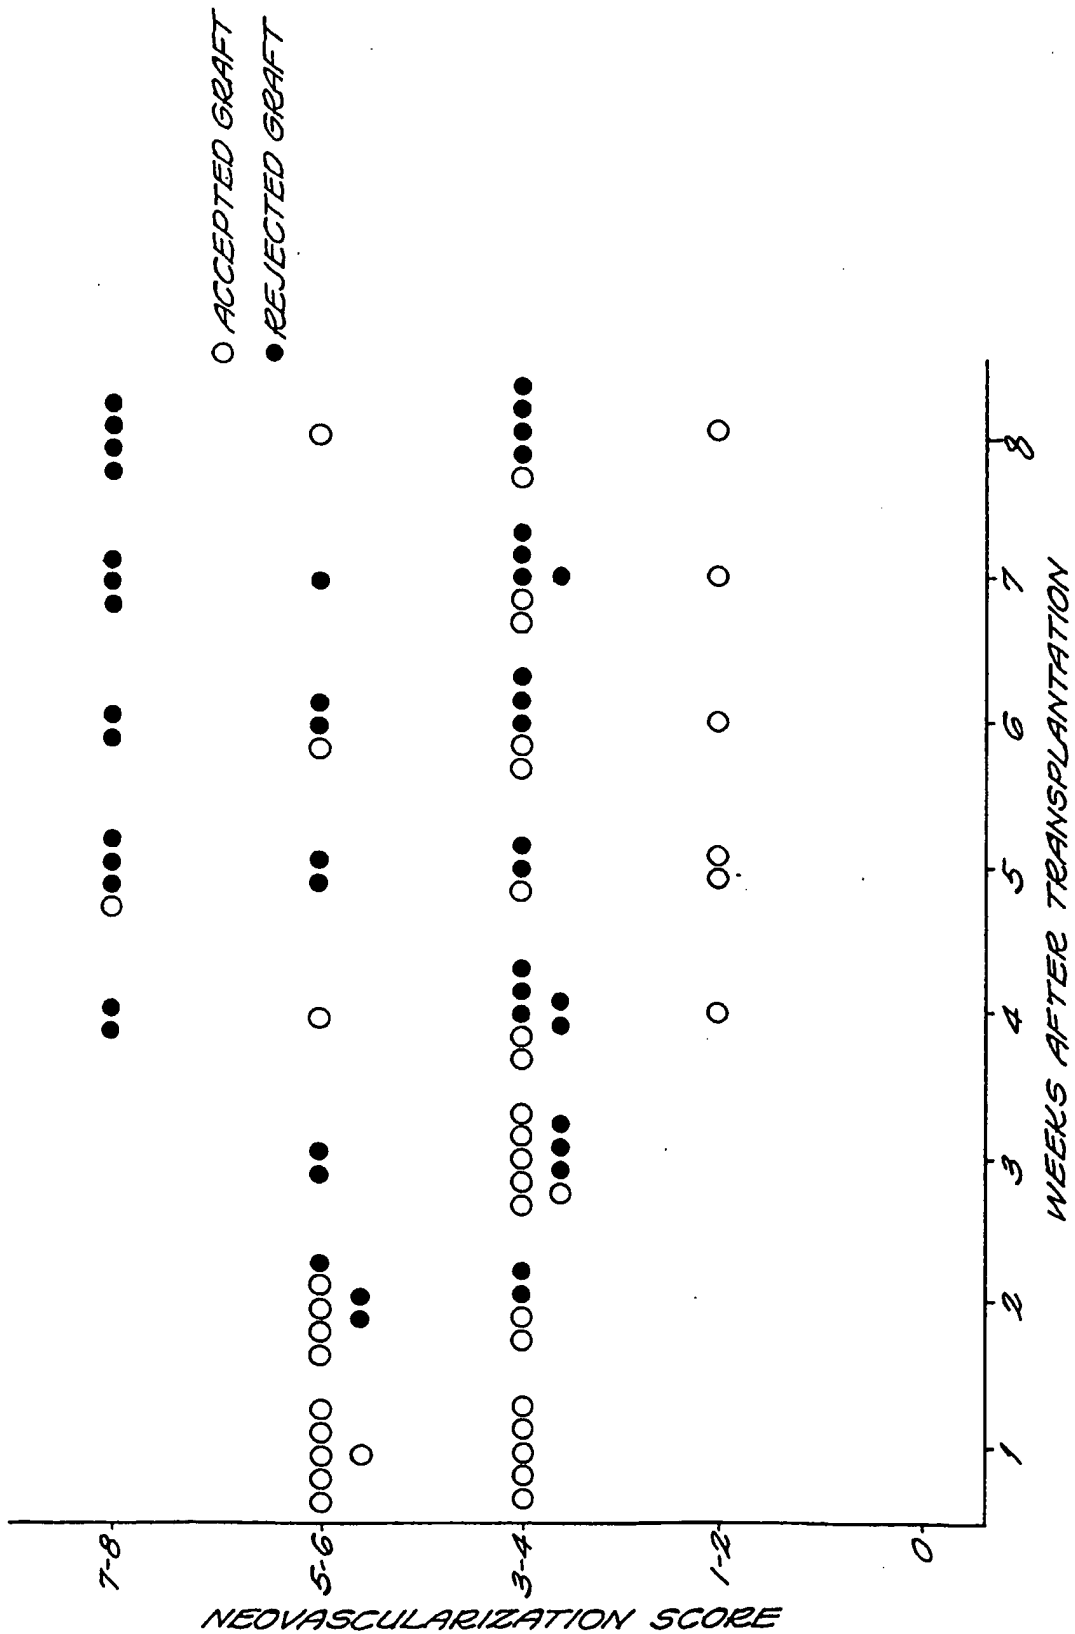 ○ ACCEPTED GRAFT
● REJECTED GRAFT
7-8
5-6
3-4
1-2
0
NEOVASCULARIZATION SCORE
1 2 3 4 5 6 7 8
WEEKS AFTER TRANSPLANTATION